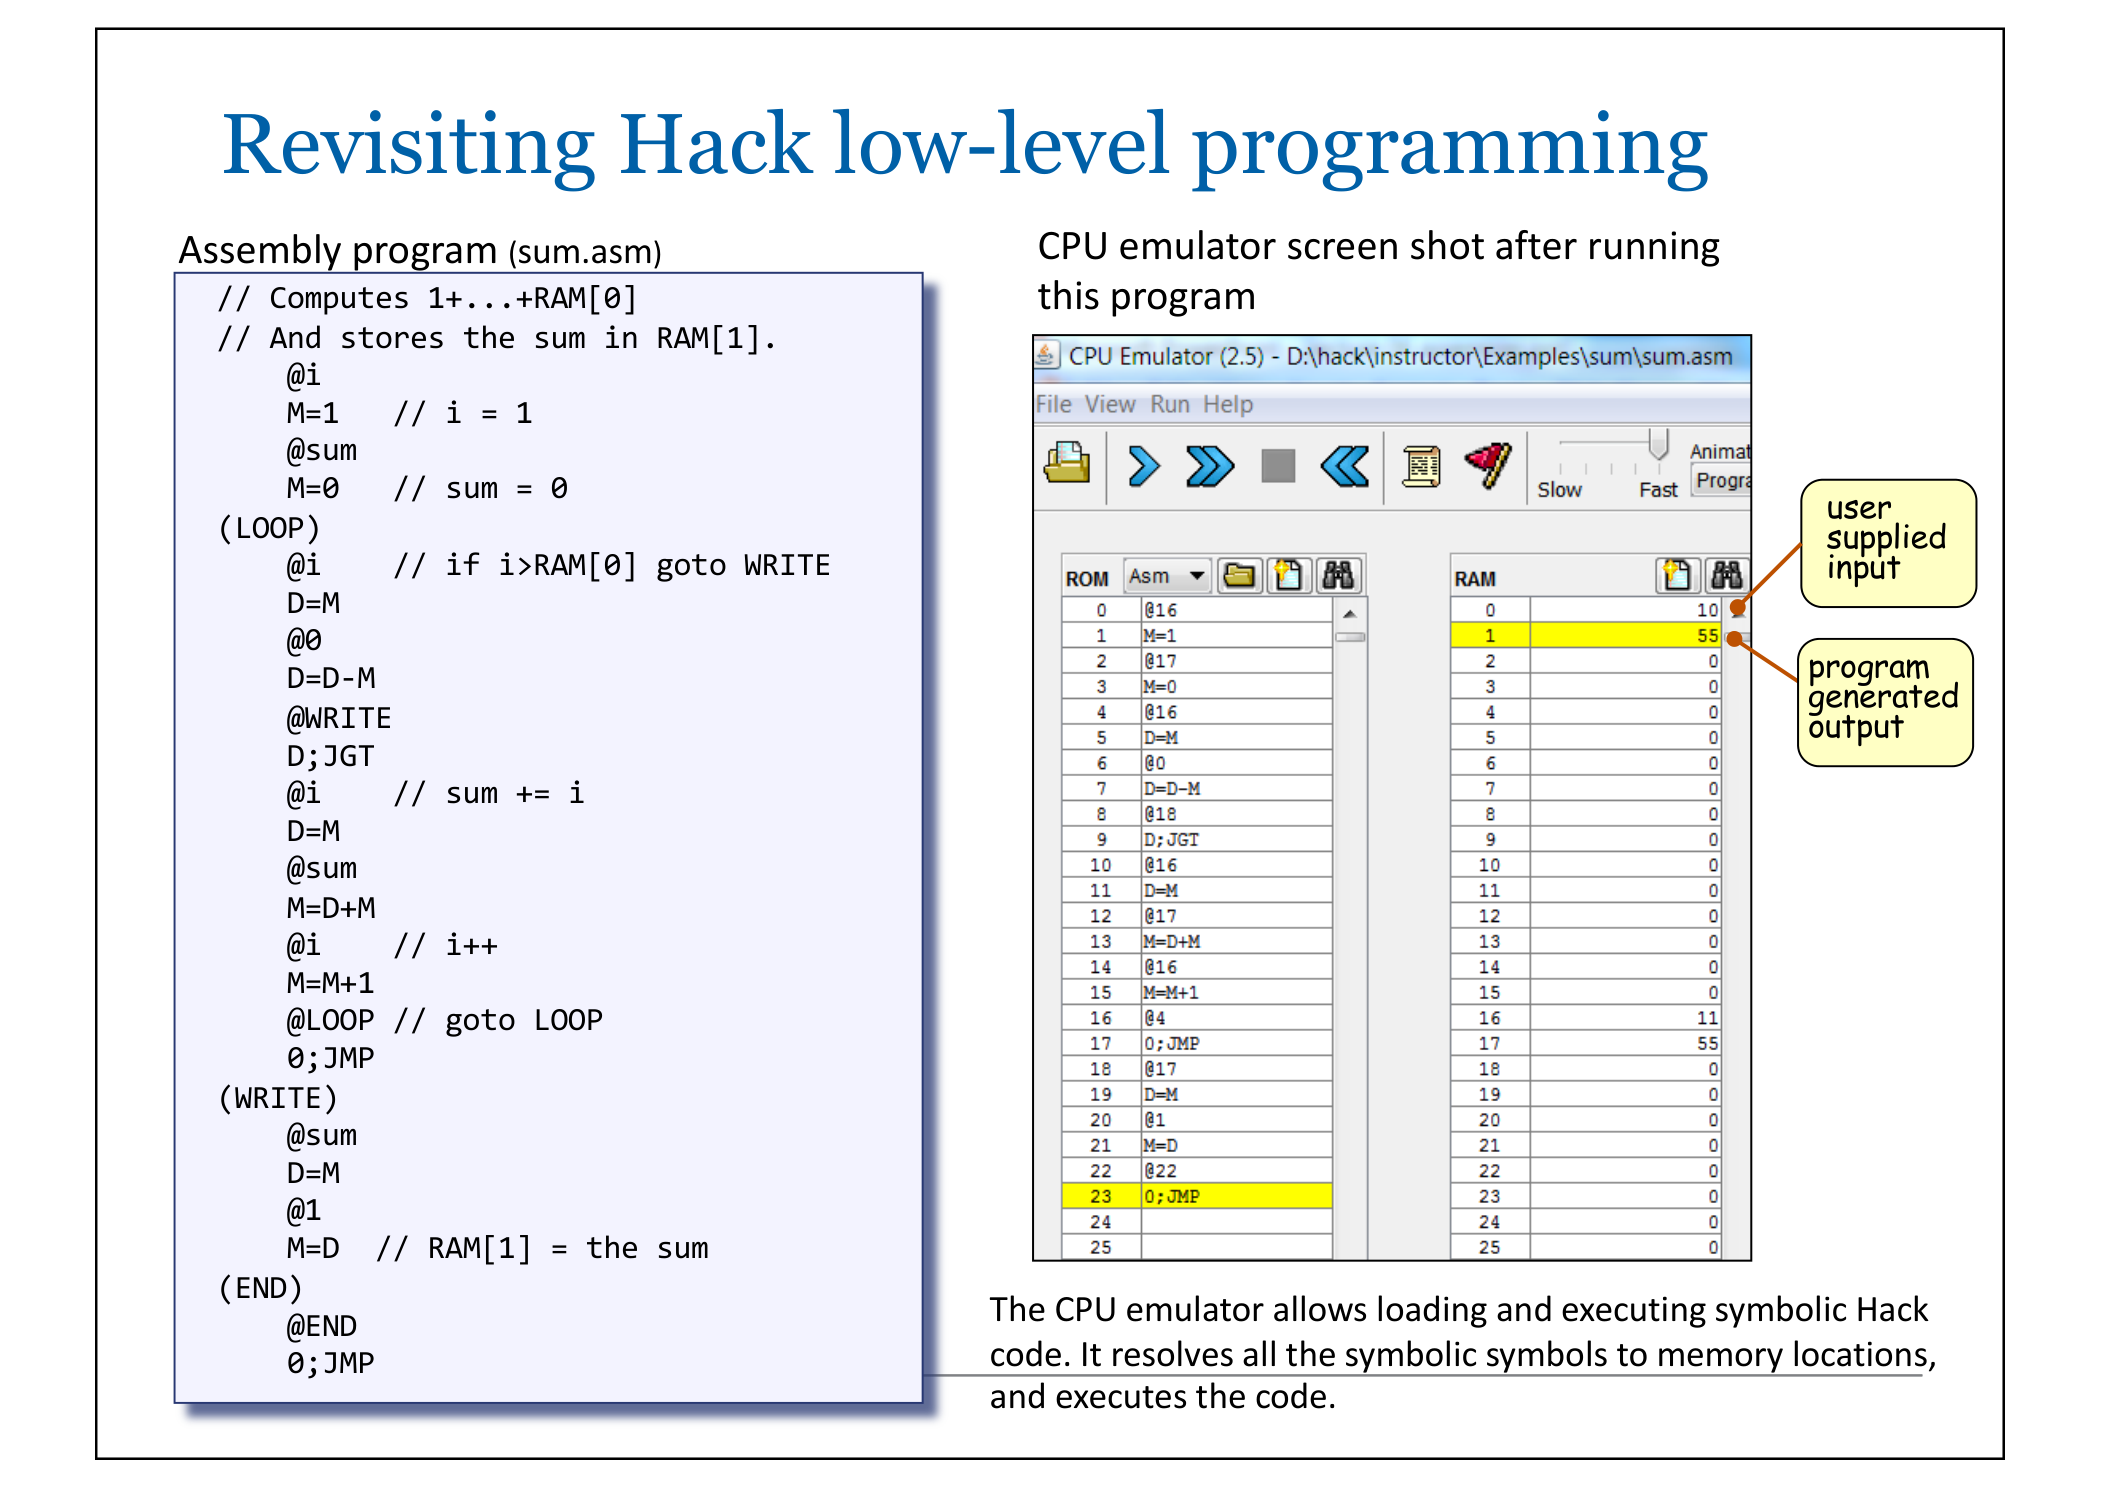 Revisiting Hack low-level programming
Assembly program (sum.asm)
// Computes 1+...+RAM[0]
// And stores the sum in RAM[1].
@i
M=1 // i = 1
@sum
M=0 // sum = 0
(LOOP)
@i // if i>RAM[0] goto WRITE
D=M
@0
D=D-M
@WRITE
D;JGT
@i // sum += i
D=M
@sum
M=D+M
@i // i++
M=M+1
@LOOP // goto LOOP
0;JMP
(WRITE)
@sum
D=M
@1
M=D // RAM[1] = the sum
(END)
@END
0;JMP
CPU emulator screen shot after running
this program
CPU Emulator (2.5) - D:\hack\instructor\Examples\sum\sum.asm
File View Run Help
Slow Fast
Animat
Progra
ROM Asm
0 @16
1 M=1
2 @17
3 M=0
4 @16
5 D=M
6 @0
7 D=D-M
8 @18
9 D;JGT
10 @16
11 D=M
12 @17
13 M=D+M
14 @16
15 M=M+1
16 @4
17 0;JMP
18 @17
19 D=M
20 @1
21 M=D
22 @22
23 0;JMP
24
25
RAM
0 10
1 55
2 0
3 0
4 0
5 0
6 0
7 0
8 0
9 0
10 0
11 0
12 0
13 0
14 0
15 0
16 11
17 55
18 0
19 0
20 0
21 0
22 0
23 0
24 0
25 0
user
supplied
input
program
generated
output
The CPU emulator allows loading and executing symbolic Hack
code. It resolves all the symbolic symbols to memory locations,
and executes the code.